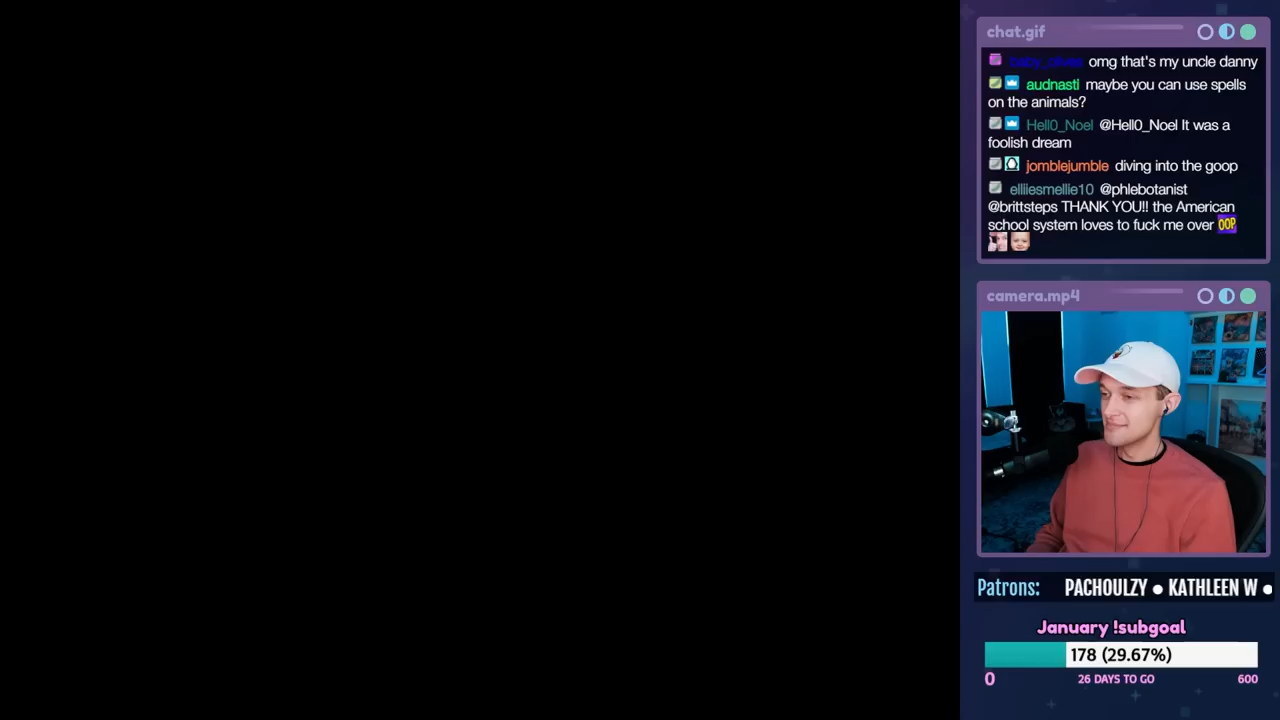 chat.gif
omg that's my uncle danny
audnasti maybe you can use spells
on the animals?
Hell0_Noel @Hell0_Noel It was a
foolish dream
jomblejumble diving into the goop
elliiesmellie10 @phlebotanist
@brittsteps THANK YOU!! the American
school system loves to fuck me over OOP
camera.mp4
Patrons: PACHOULZY ● KATHLEEN W ●
January !subgoal
178 (29.67%)
0 26 DAYS TO GO 600